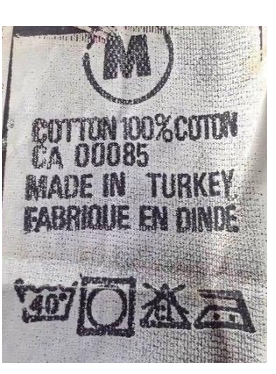 M
COTTON 100% COTON
CA 00085
MADE IN TURKEY
FABRIQUE EN DINDE
40°